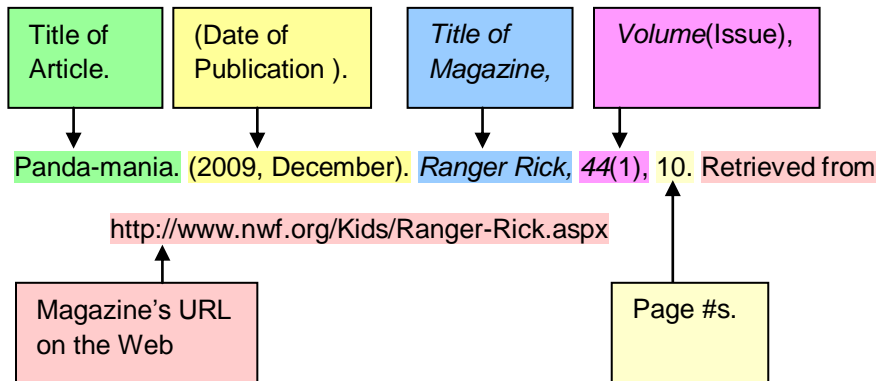 Title of
Article.
(Date of
Publication ).
Title of
Magazine,
Volume(Issue),
Panda-mania. (2009, December). Ranger Rick, 44(1), 10. Retrieved from
http://www.nwf.org/Kids/Ranger-Rick.aspx
Magazine’s URL
on the Web
Page #s.